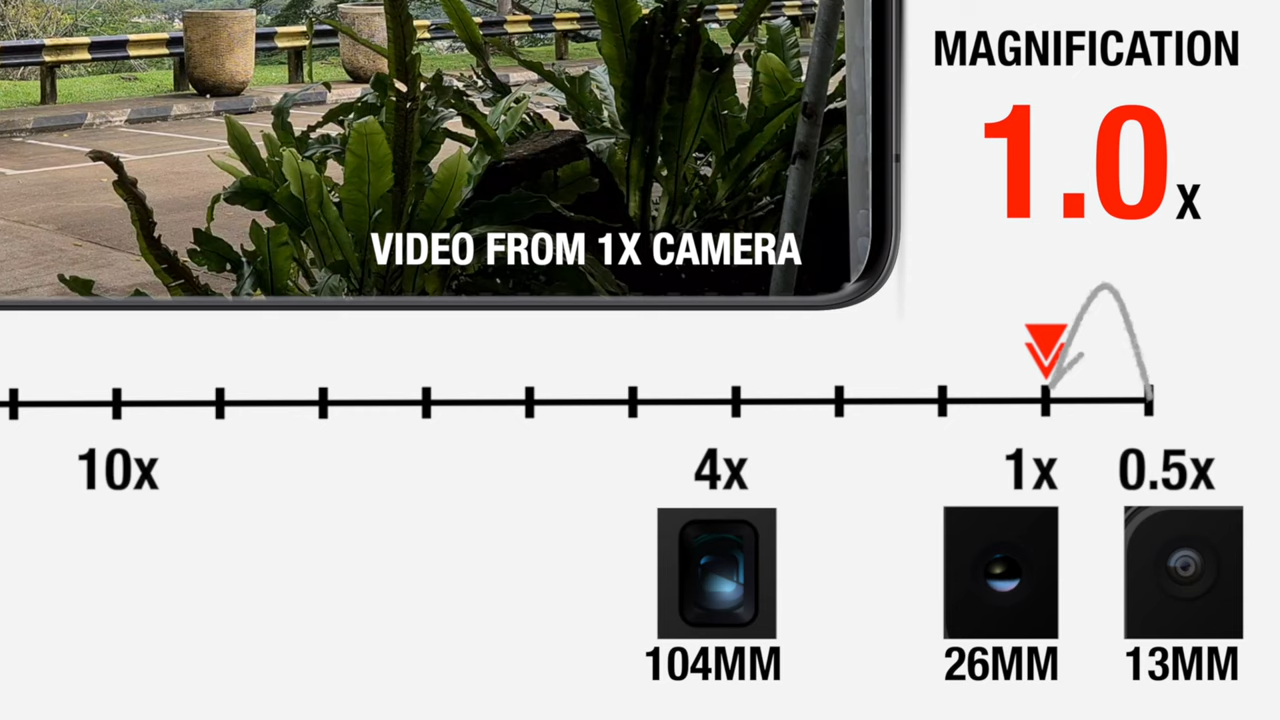 MAGNIFICATION
1.0x
VIDEO FROM 1X CAMERA
10x 4x 1x 0.5x
104MM 26MM 13MM